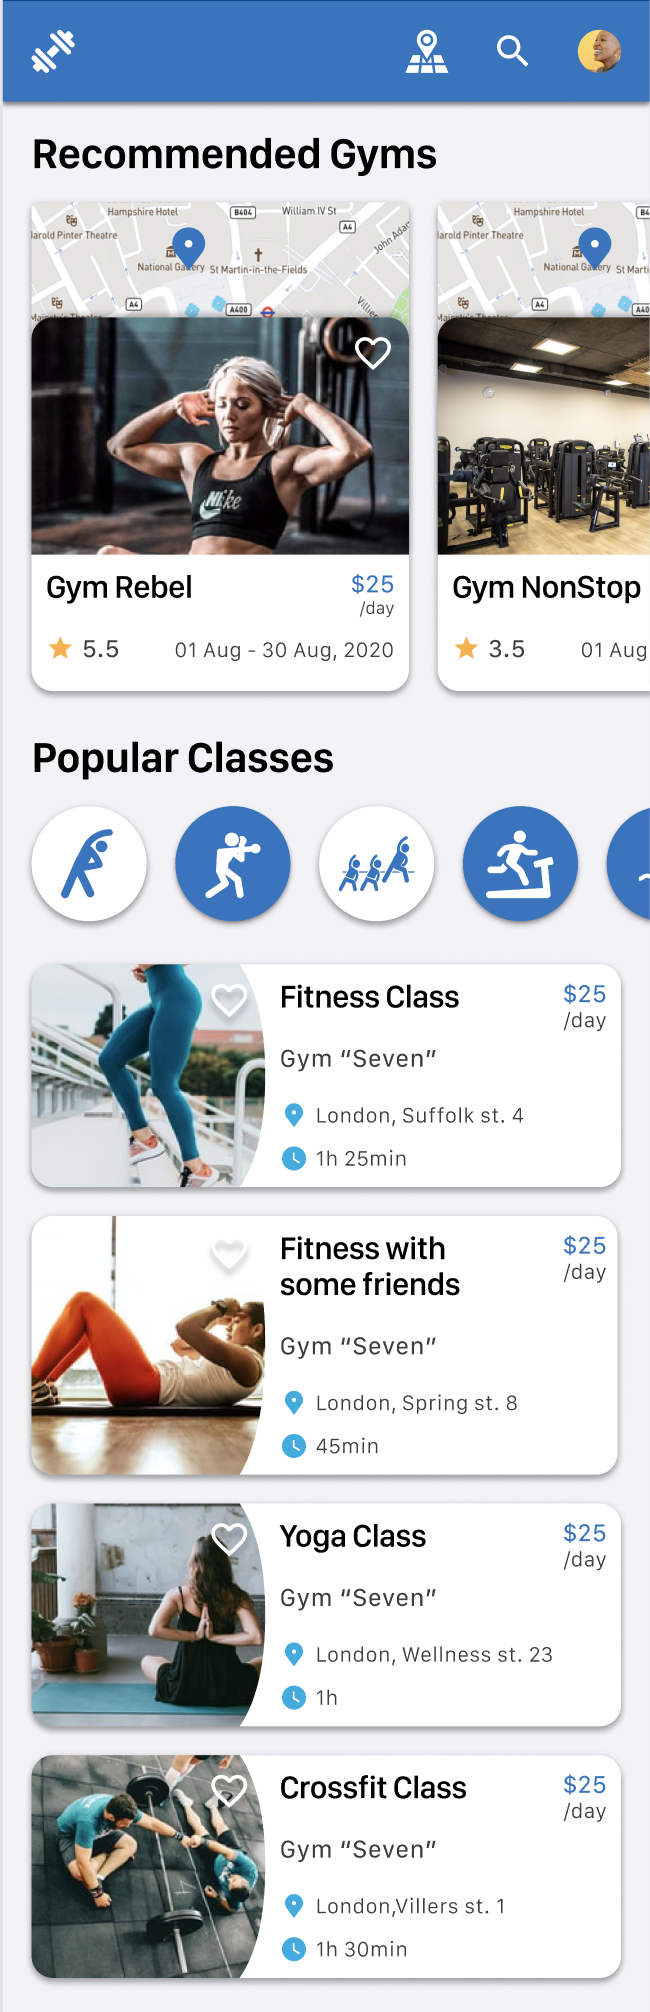 Recommended Gyms
Hampshire Hotel
B404
William IV St
A4
Harold Pinter Theatre
National Gallery
St Martin-in-the-Fields
A4
A400
Majesty's Theatre
Hampshire Hotel
Harold Pinter Theatre
National Gallery
St Mart
A4
Majesty's Theatre
NIKE
Gym Rebel
$25
/day
5.5
01 Aug - 30 Aug, 2020
Gym NonStop
3.5
01 Aug
Popular Classes
Fitness Class
$25
/day
Gym “Seven”
London, Suffolk st. 4
1h 25min
Fitness with
some friends
$25
/day
Gym “Seven”
London, Spring st. 8
45min
Yoga Class
$25
/day
Gym “Seven”
London, Wellness st. 23
1h
Crossfit Class
$25
/day
Gym “Seven”
London,Villers st. 1
1h 30min